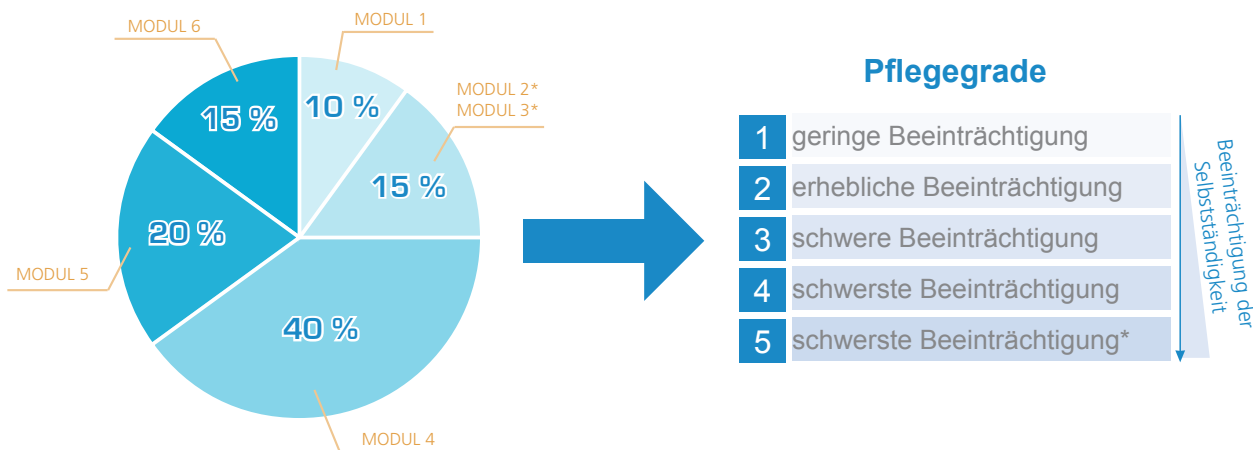 MODUL 6
MODUL 1
MODUL 2*
MODUL 3*
15 %
10 %
15 %
20 %
MODUL 5
40 %
MODUL 4
Pflegegrade
1 geringe Beeinträchtigung
2 erhebliche Beeinträchtigung
3 schwere Beeinträchtigung
4 schwerste Beeinträchtigung
5 schwerste Beeinträchtigung*
Beeinträchtigung der
Selbstständigkeit